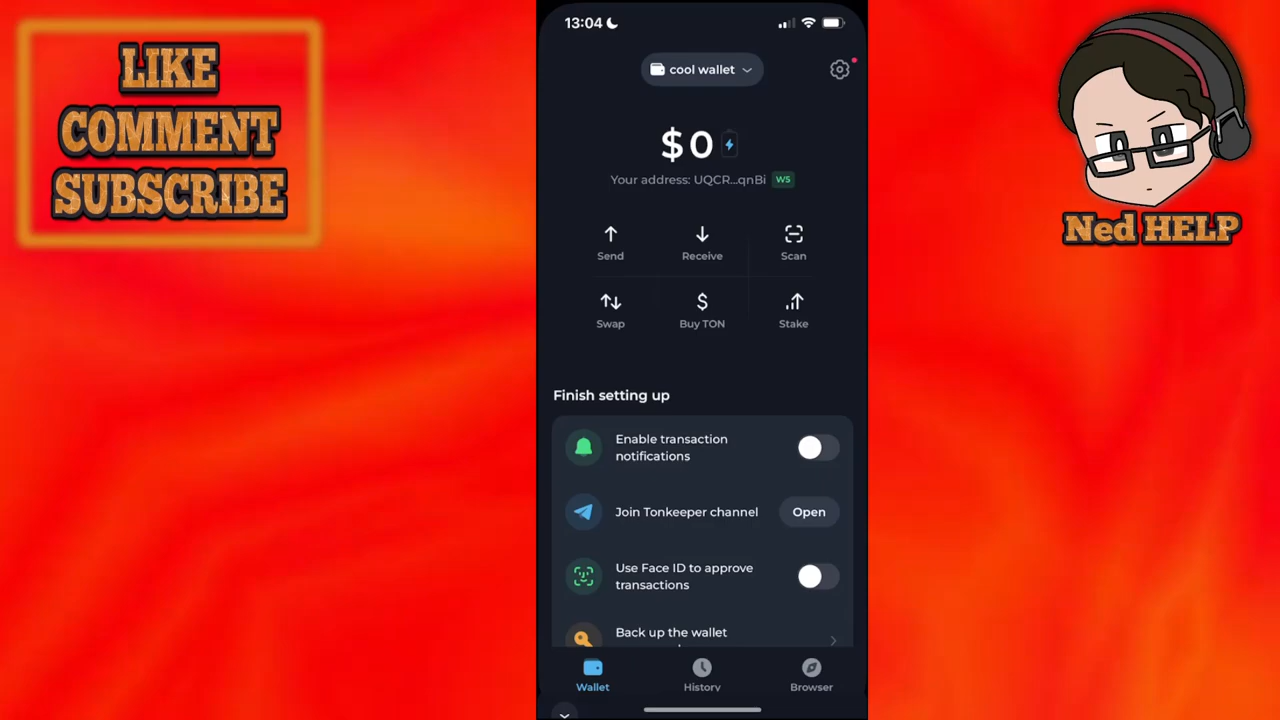 LIKE
COMMENT
SUBSCRIBE
13:04
cool wallet
$0
Your address: UQCR...qnBi W5
Send Receive Scan
Swap Buy TON Stake
Finish setting up
Enable transaction
notifications
Join Tonkeeper channel Open
Use Face ID to approve
transactions
Back up the wallet
Wallet History Browser
Ned HELP